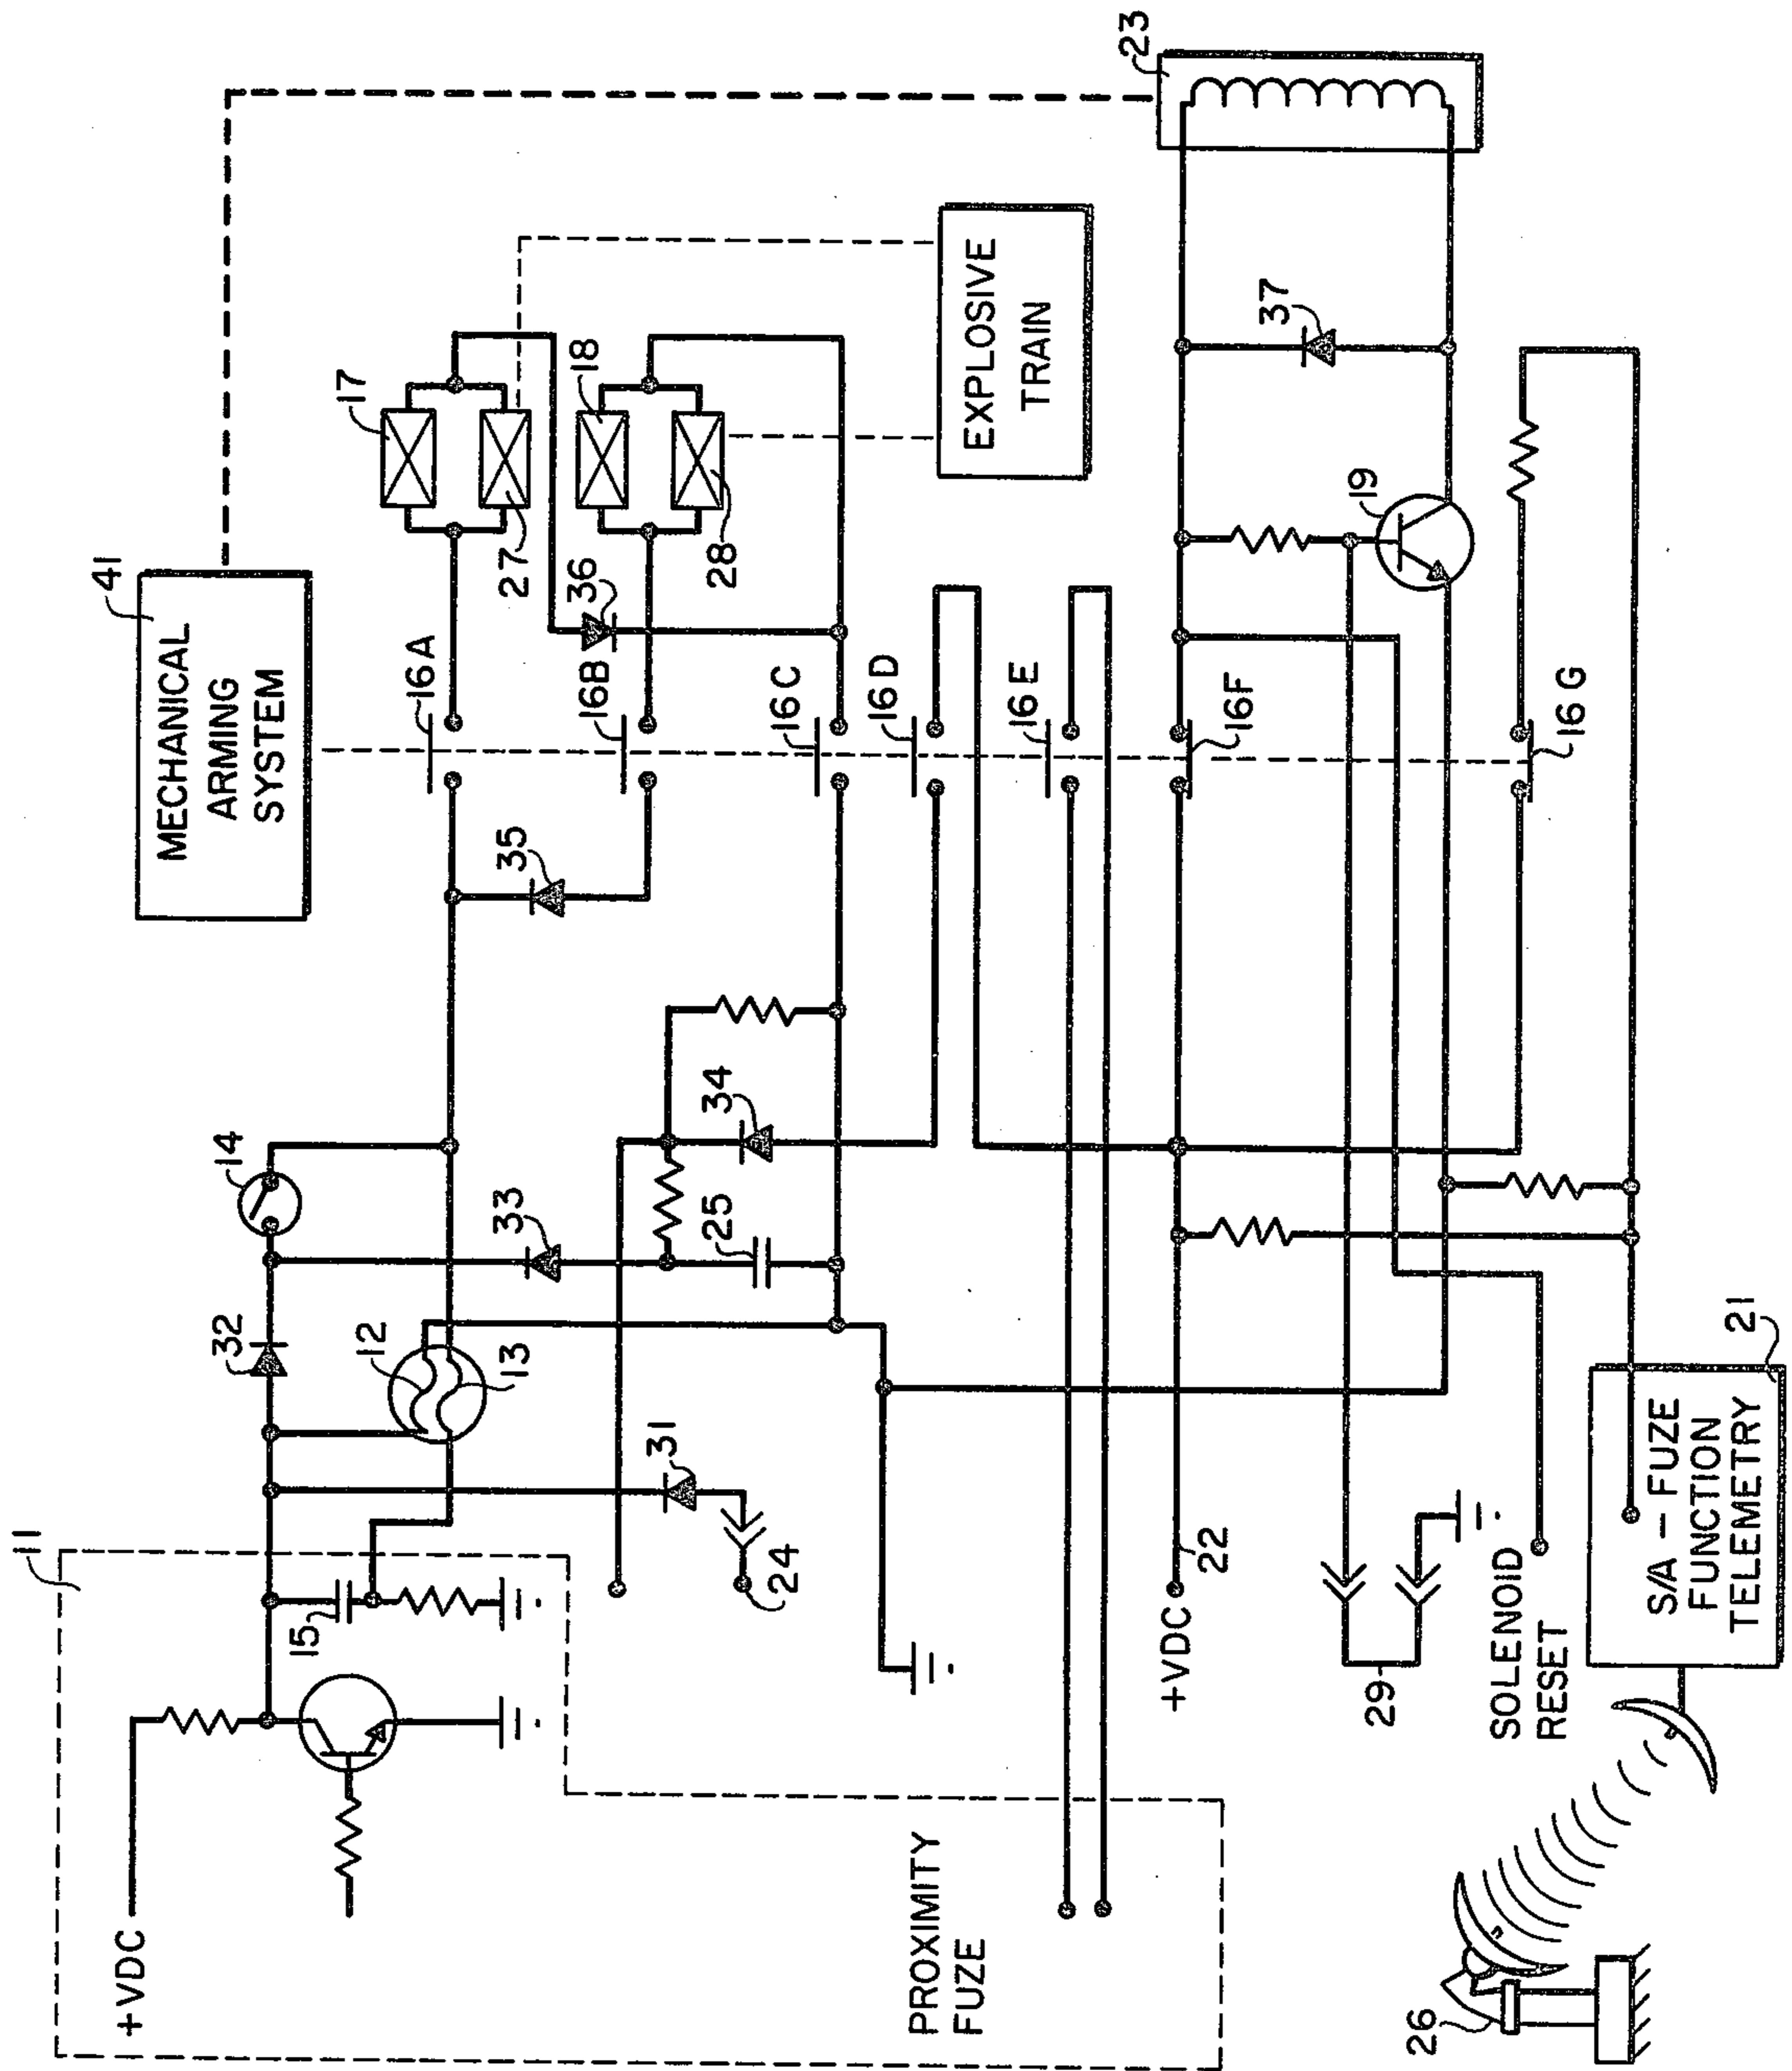 41
MECHANICAL
ARMING
SYSTEM
23
16A
17
27
36
18
28
EXPLOSIVE
TRAIN
35
16B
16C
16D
16E
16F
16G
37
19
14
32
12
13
33
25
34
11
15
31
24
+VDC
PROXIMITY
FUZE
+VDC
22
29
SOLENOID
RESET
S/A – FUZE
FUNCTION
TELEMETRY
21
26